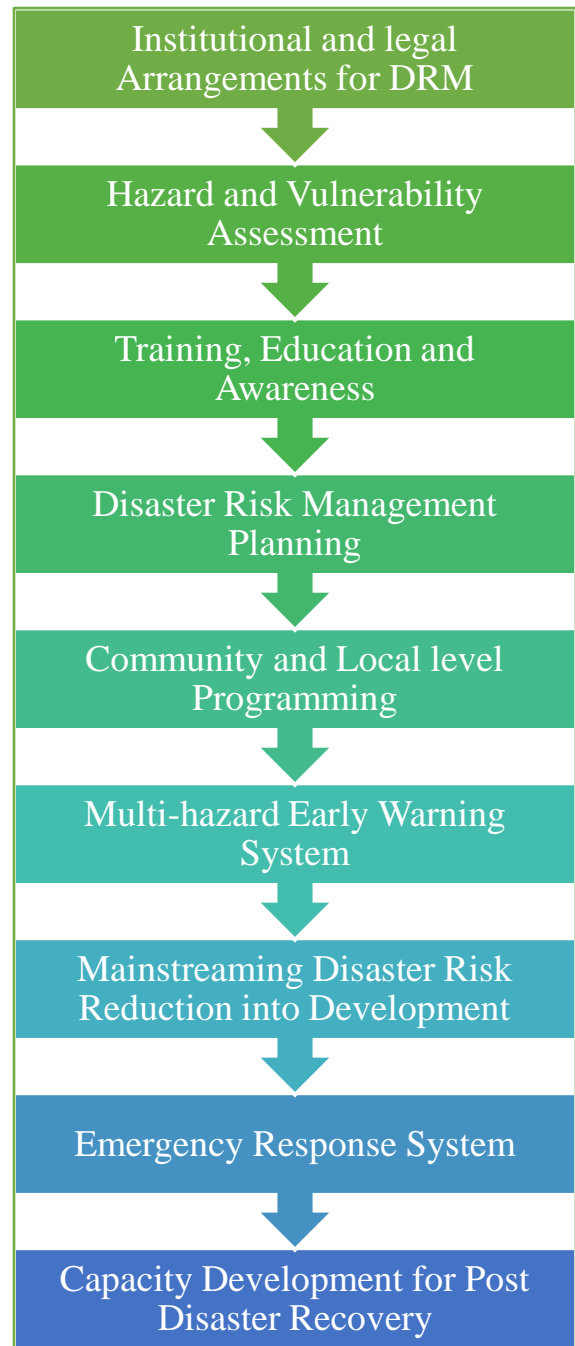 Institutional and legal
Arrangements for DRM
Hazard and Vulnerability
Assessment
Training, Education and
Awareness
Disaster Risk Management
Planning
Community and Local level
Programming
Multi-hazard Early Warning
System
Mainstreaming Disaster Risk
Reduction into Development
Emergency Response System
Capacity Development for Post
Disaster Recovery